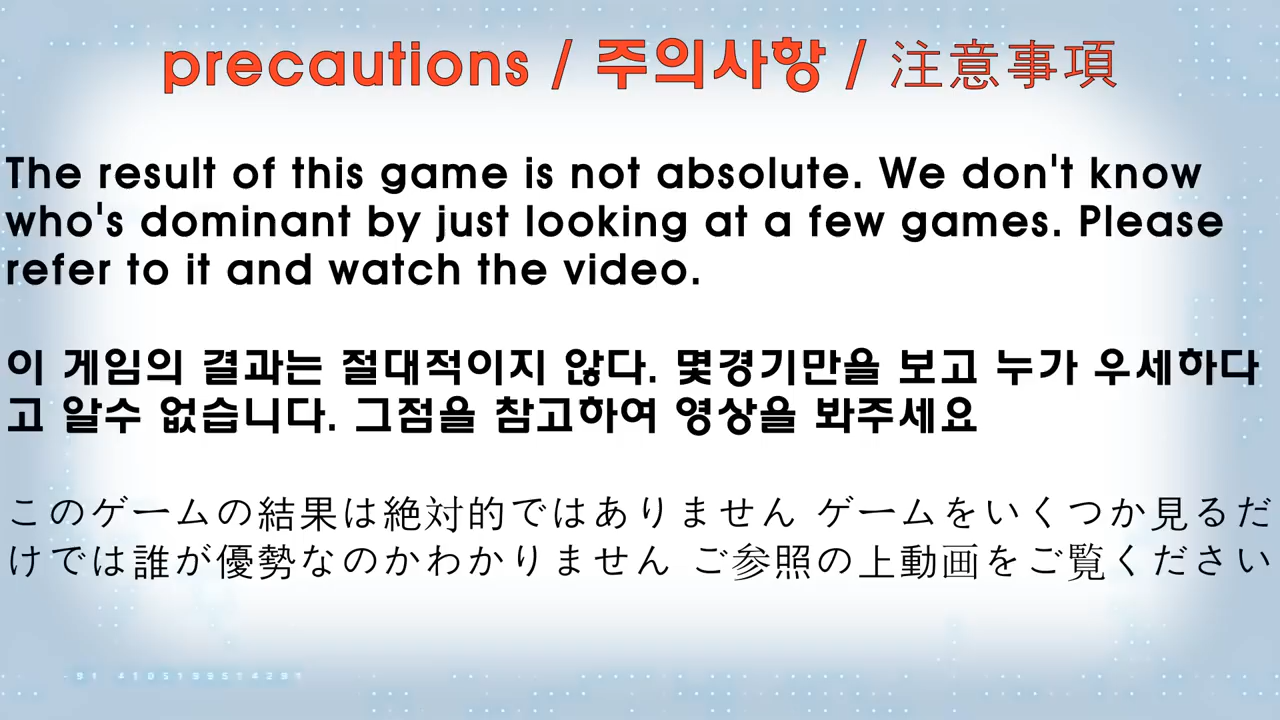 precautions / 주의사항 / 注意事項
The result of this game is not absolute. We don't know
who's dominant by just looking at a few games. Please
refer to it and watch the video.
이 게임의 결과는 절대적이지 않다. 몇경기만을 보고 누가 우세하다
고 알수 없습니다. 그점을 참고하여 영상을 봐주세요
このゲームの結果は絶対的ではありません ゲームをいくつか見るだ
けでは誰が優勢なのかわかりません ご参照の上動画をご覧ください